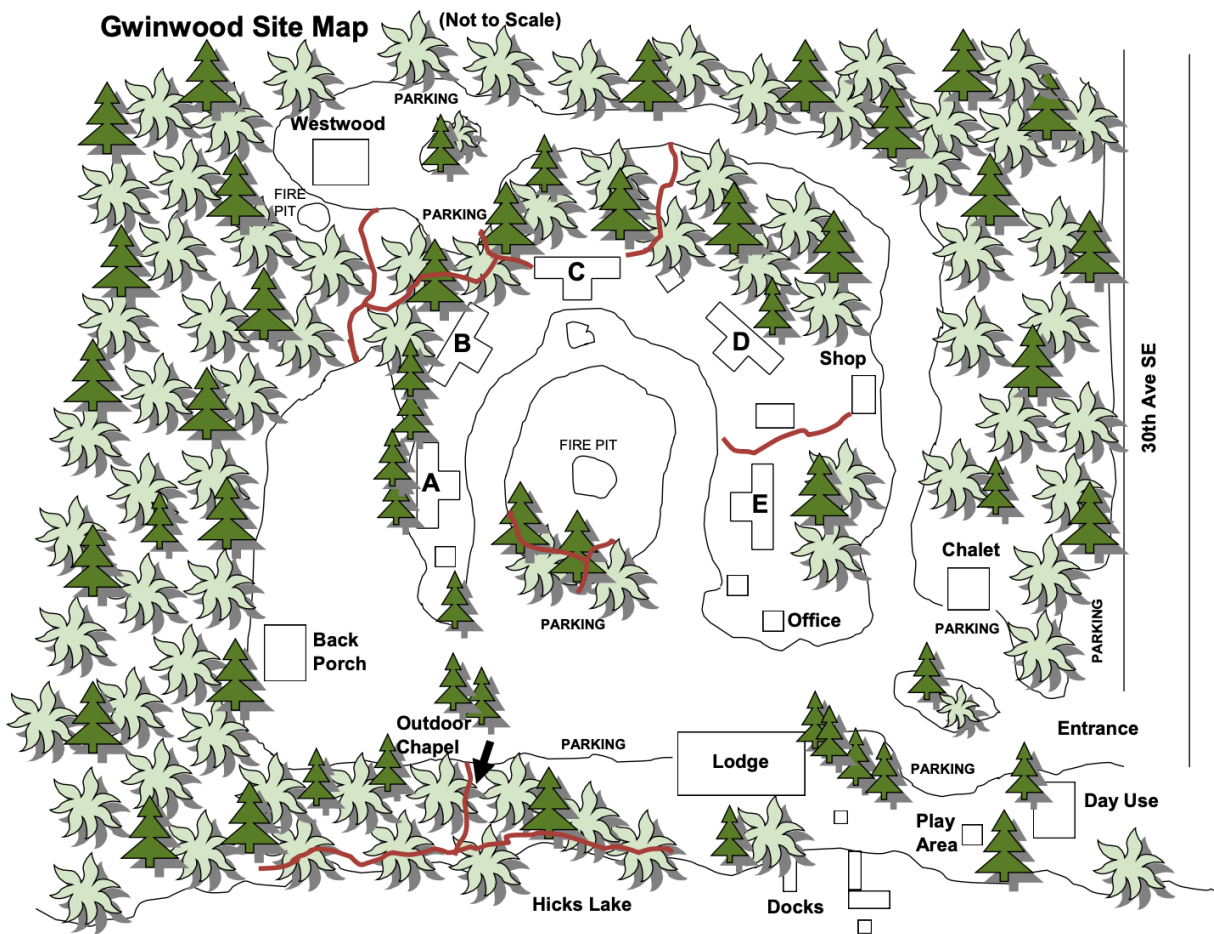 Gwinwood Site Map
(Not to Scale)
PARKING
Westwood
FIRE
PIT
PARKING
C
B
D
Shop
30th Ave SE
FIRE PIT
A
E
Chalet
PARKING
PARKING
PARKING
Office
Back
Porch
Outdoor
Chapel
PARKING
Lodge
Entrance
PARKING
Day Use
Play
Area
Hicks Lake
Docks